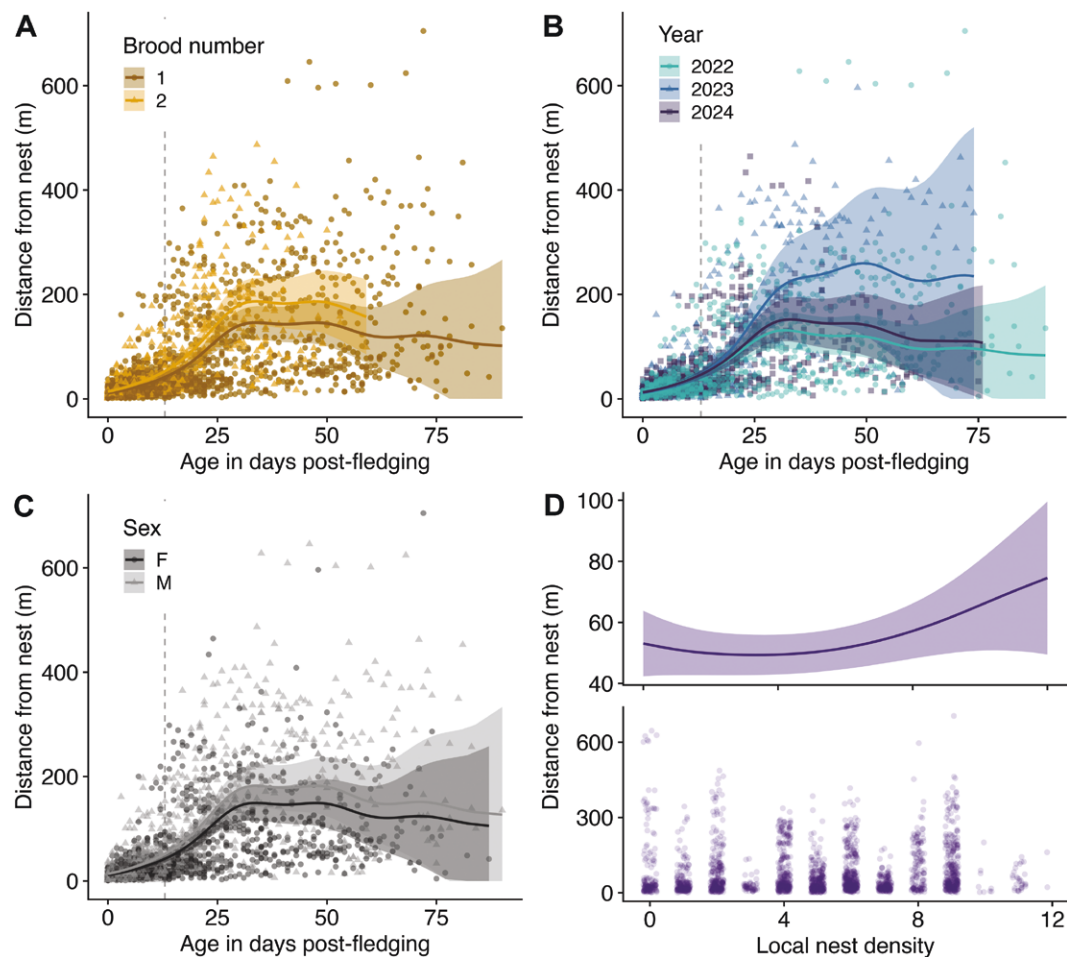 A
Brood number
1
2
Distance from nest (m)
600
400
200
0
0 25 50 75
Age in days post-fledging
B
Year
2022
2023
2024
Distance from nest (m)
600
400
200
0
0 25 50 75
Age in days post-fledging
C
Sex
F
M
Distance from nest (m)
600
400
200
0
0 25 50 75
Age in days post-fledging
D
Distance from nest (m)
100
80
60
40
Distance from nest (m)
600
300
0
0 4 8 12
Local nest density